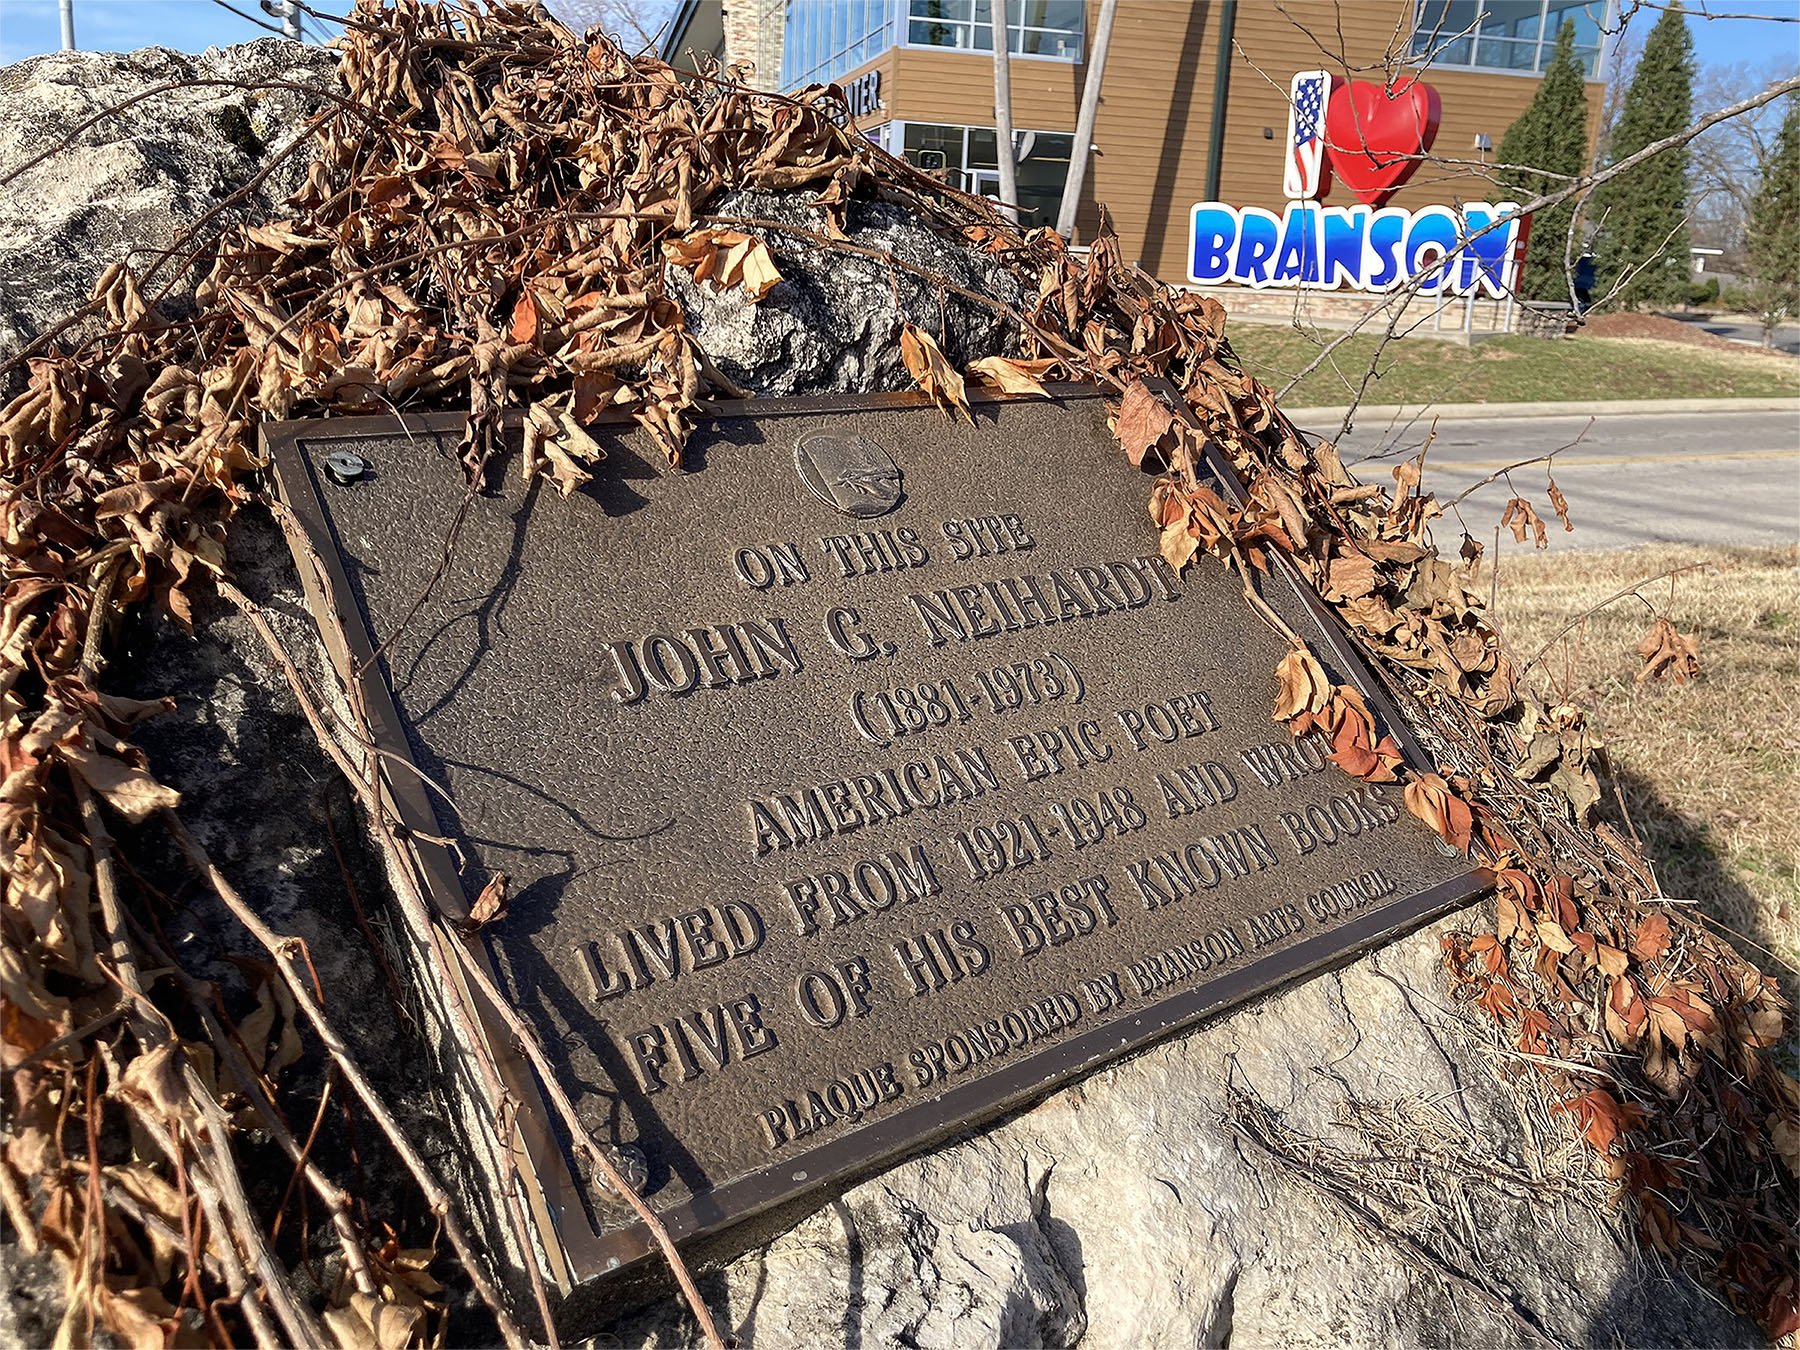 I
BRANSON
ON THIS SITE
JOHN G. NEIHARDT
(1881-1973)
AMERICAN EPIC POET
LIVED FROM 1921-1948 AND
FIVE OF HIS BEST KNOWN BOOKS
PLAQUE SPONSORED BY BRANSON ARTS COUNCIL